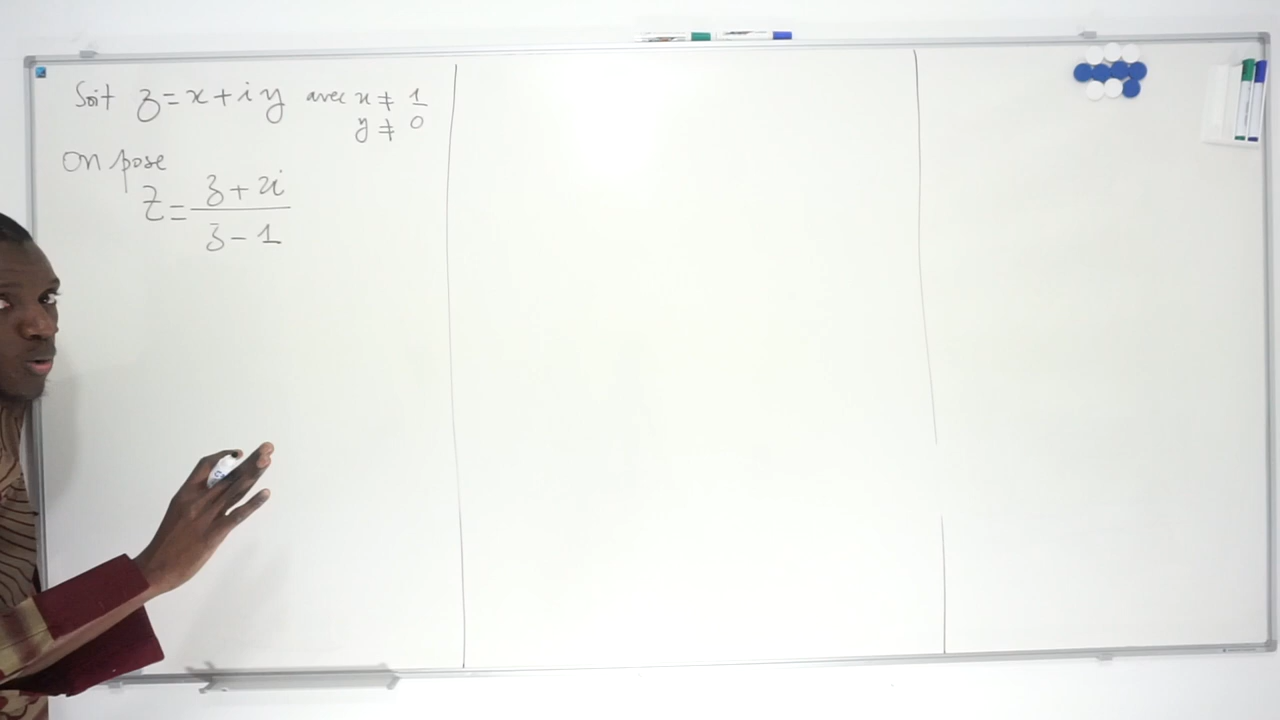 Soit z = x + iy avec x ≠ 1
y ≠ 0
On pose
Z = z + 2i
z - 1